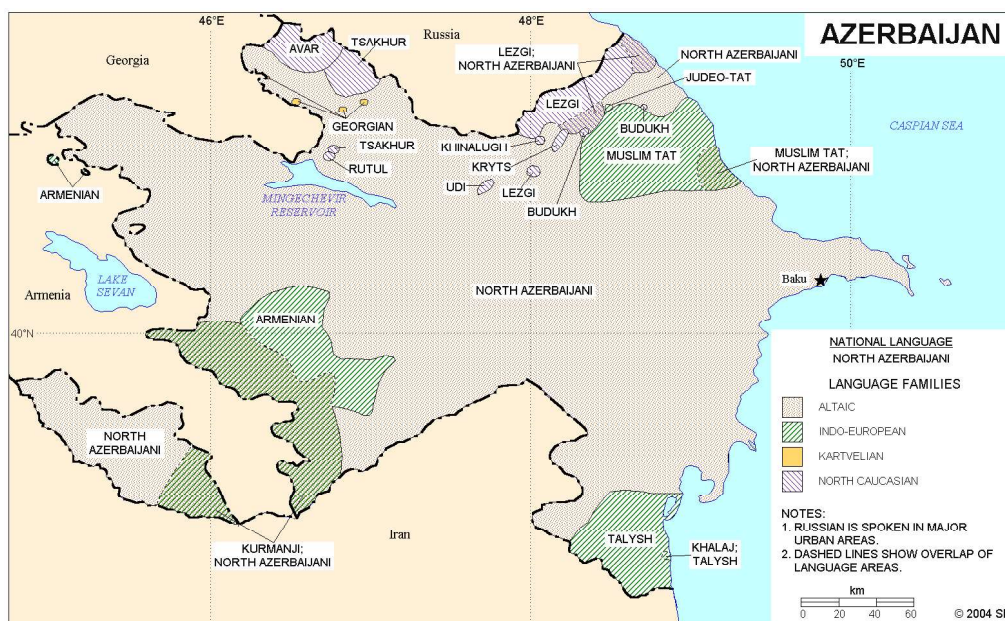 46°E
48°E
AZERBAIJAN
50°E
Georgia
Russia
AVAR
TSAKHUR
LEZGI;
NORTH AZERBAIJANI
NORTH AZERBAIJANI
JUDEO-TAT
LEZGI
GEORGIAN
BUDUKH
CASPIAN SEA
TSAKHUR
RUTUL
KRYTS
MUSLIM TAT
MUSLIM TAT;
NORTH AZERBAIJANI
ARMENIAN
MINGECHEVIR
RESERVOIR
UDI
LEZGI
BUDUKH
LAKE
SEVAN
Armenia
NORTH AZERBAIJANI
Baku
ARMENIAN
40°N
NORTH
AZERBAIJANI
KURMANJI;
NORTH AZERBAIJANI
Iran
TALYSH
KHALAJ;
TALYSH
NATIONAL LANGUAGE
NORTH AZERBAIJANI
LANGUAGE FAMILIES
ALTAIC
INDO-EUROPEAN
KARTVELIAN
NORTH CAUCASIAN
NOTES:
1. RUSSIAN IS SPOKEN IN MAJOR
URBAN AREAS.
2. DASHED LINES SHOW OVERLAP OF
LANGUAGE AREAS.
km
0 20 40 60
© 2004